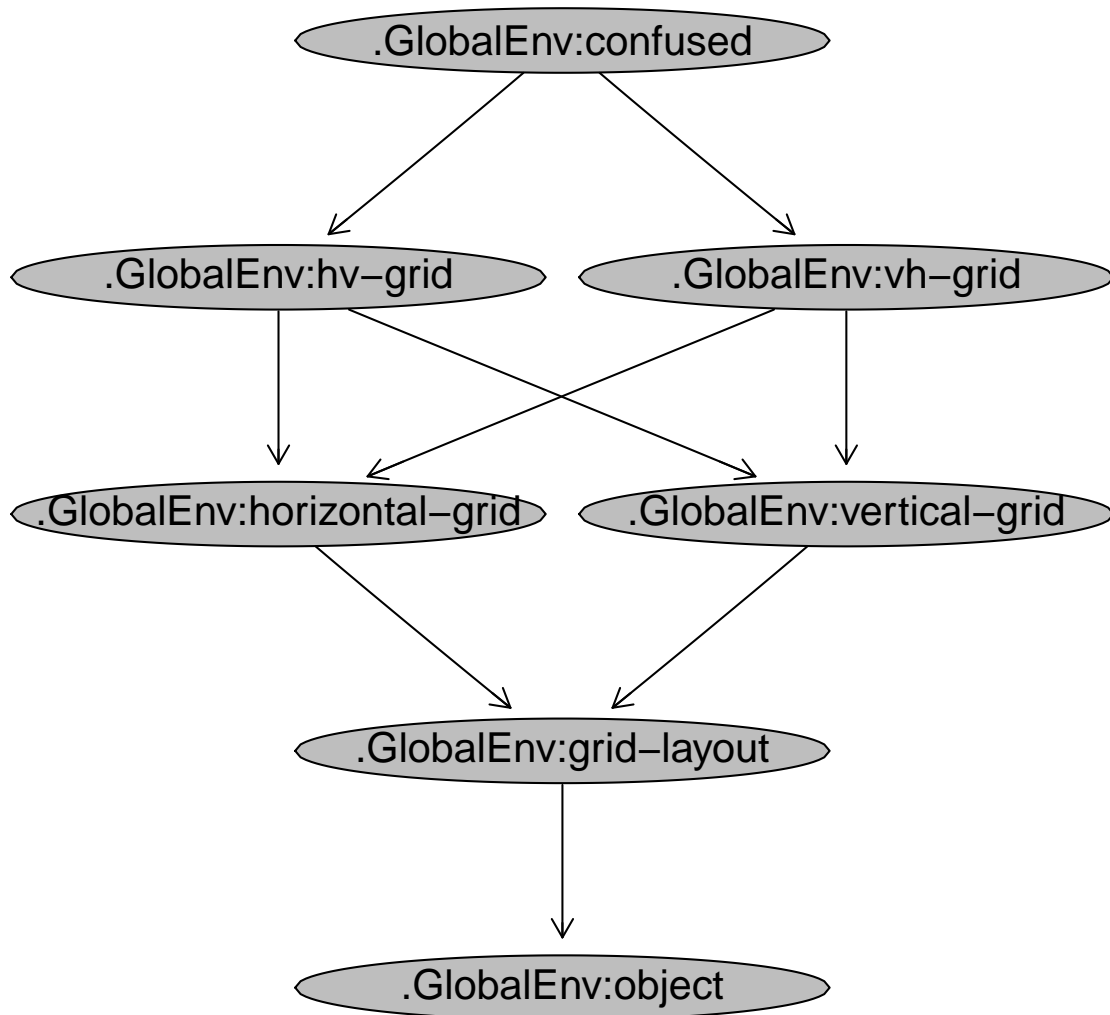 .GlobalEnv:confused
.GlobalEnv:hv−grid
.GlobalEnv:vh−grid
.GlobalEnv:horizontal−grid
.GlobalEnv:vertical−grid
.GlobalEnv:grid−layout
.GlobalEnv:object